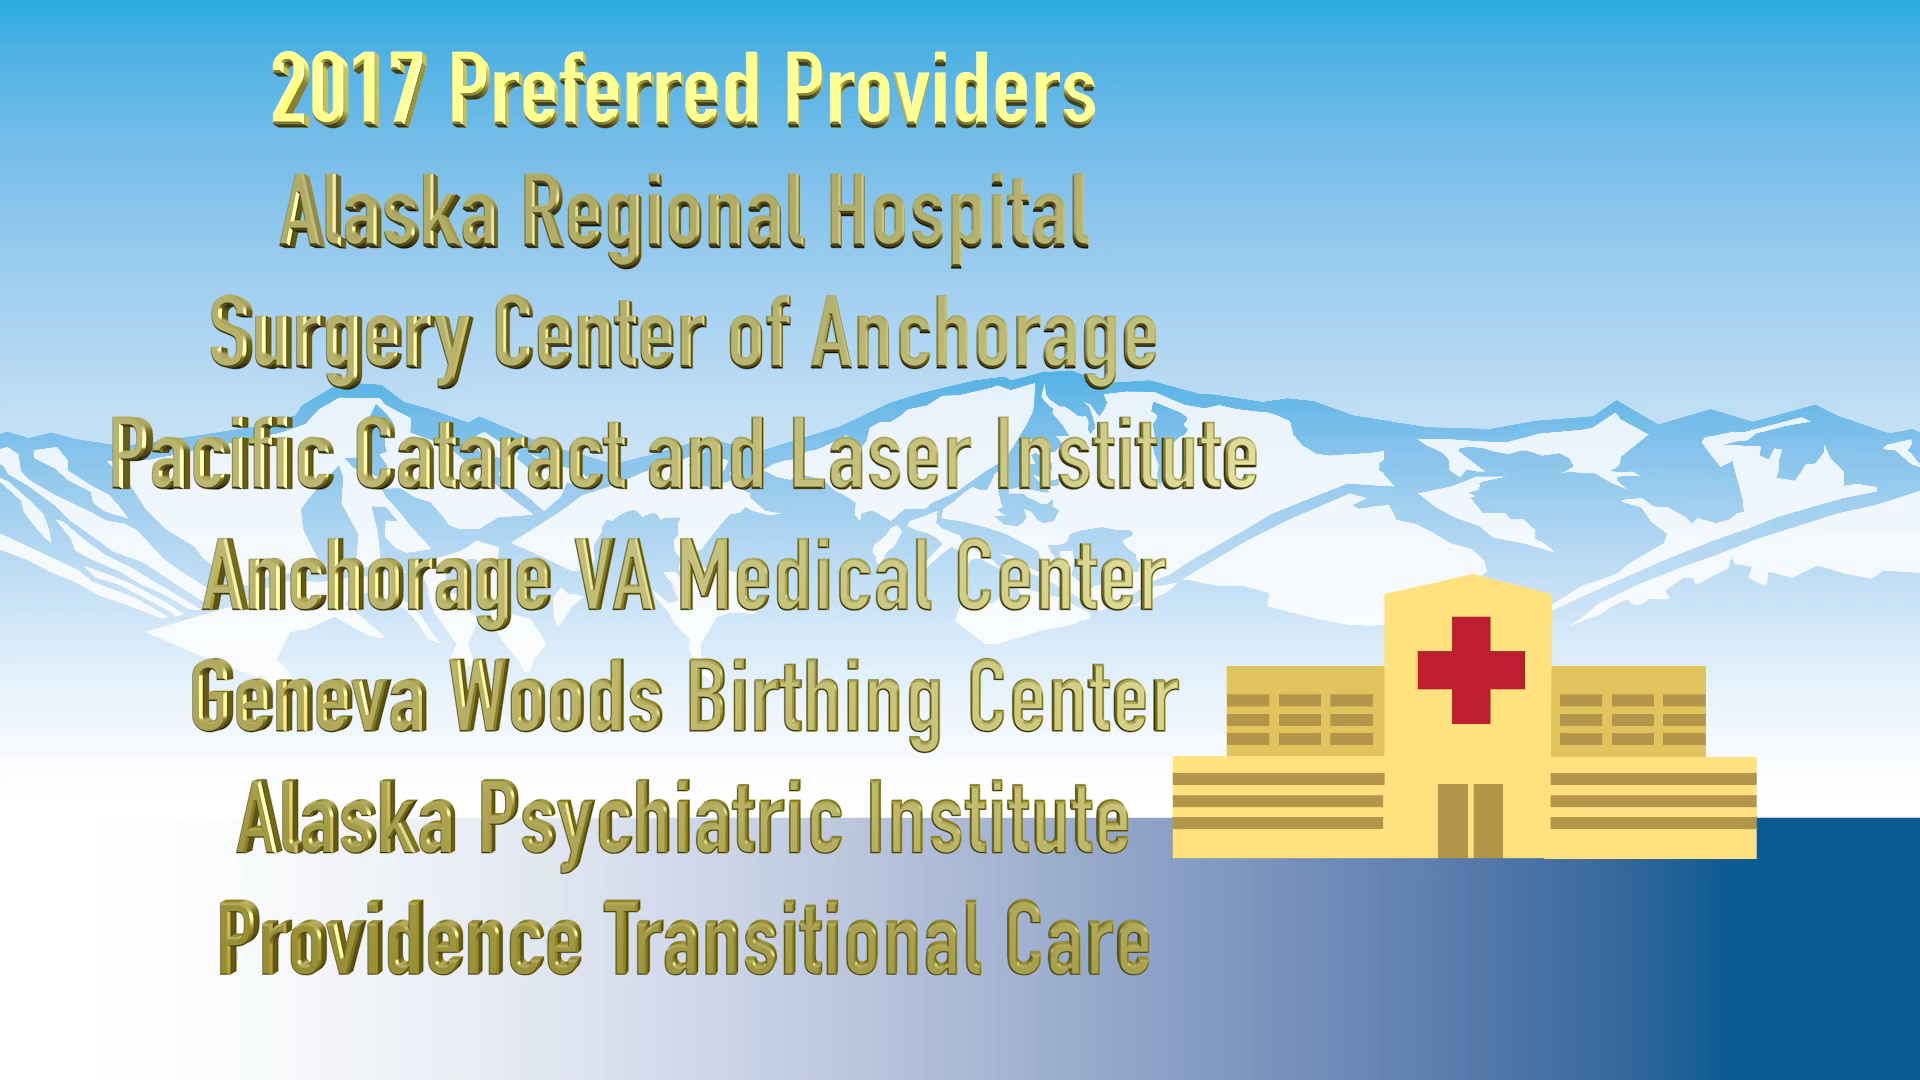 2017 Preferred Providers
Alaska Regional Hospital
Surgery Center of Anchorage
Pacific Cataract and Laser Institute
Anchorage VA Medical Center
Geneva Woods Birthing Center
Alaska Psychiatric Institute
Providence Transitional Care